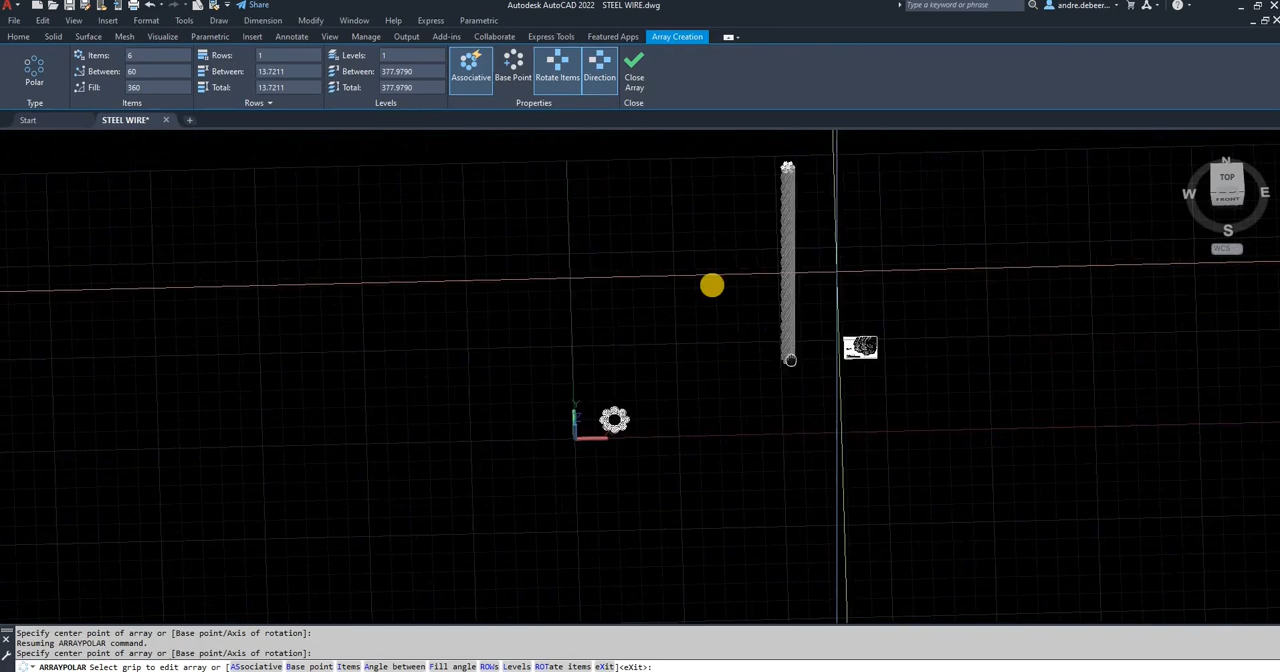 Share
Autodesk AutoCAD 2022 STEEL WIRE.dwg
Type a keyword or phrase
andre.debeer...
File Edit View Insert Format Tools Draw Dimension Modify Window Help Express Parametric
Home Solid Surface Mesh Visualize Parametric Insert Annotate View Manage Output Add-ins Collaborate Express Tools Featured Apps Array Creation
Polar
Type
Items: 6
Between: 60
Fill: 360
Items
Rows: 1
Between: 13.7211
Total: 13.7211
Rows
Levels: 1
Between: 377.9790
Total: 377.9790
Levels
Associative Base Point Rotate Items Direction
Properties
Close
Array
Close
Start STEEL WIRE*
N
TOP
W E
FRONT
S
WCS
Specify center point of array or [Base point/Axis of rotation]:
Resuming ARRAYPOLAR command.
Specify center point of array or [Base point/Axis of rotation]:
ARRAYPOLAR Select grip to edit array or [ASsociative Base point Items Angle between Fill angle ROWs Levels ROTate items eXit]<eXit>: